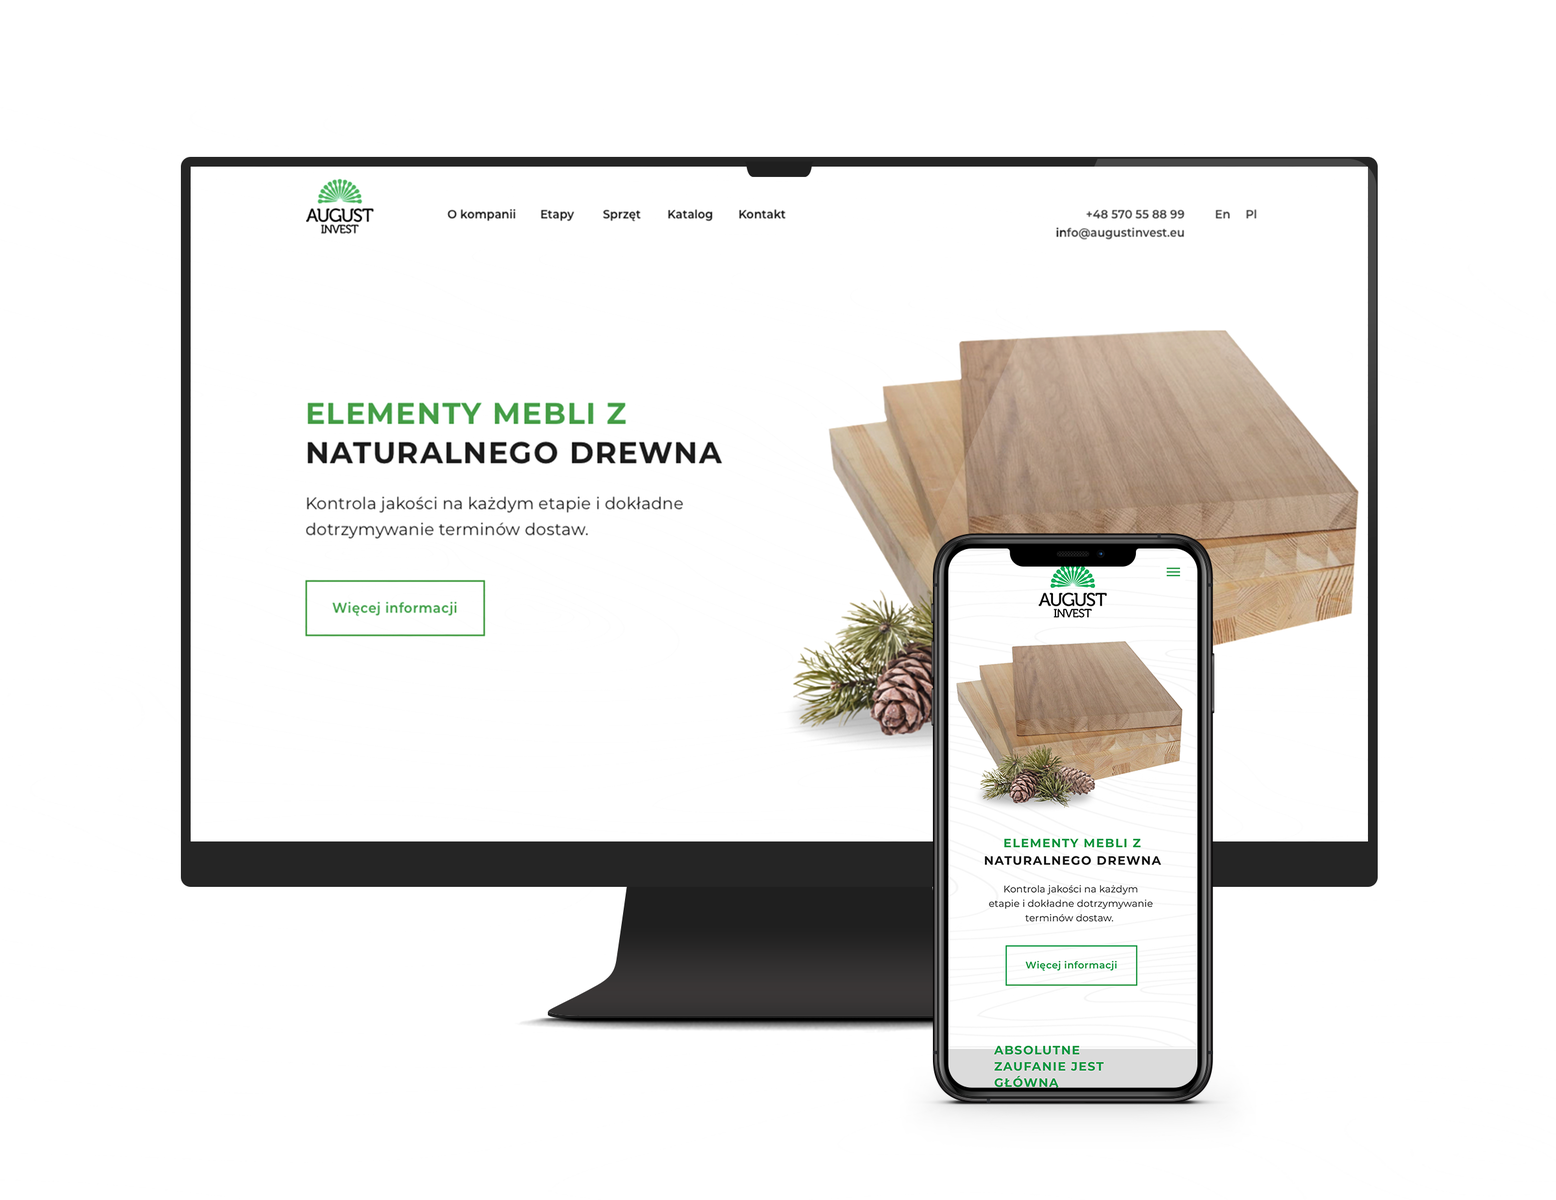 AUGUST
INVEST
O kompanii Etapy Sprzęt Katalog Kontakt
+48 570 55 88 99
info@augustinvest.eu
En Pl
ELEMENTY MEBLI Z
NATURALNEGO DREWNA
Kontrola jakości na każdym etapie i dokładne
dotrzymywanie terminów dostaw.
Więcej informacji
AUGUST
INVEST
ELEMENTY MEBLI Z
NATURALNEGO DREWNA
Kontrola jakości na każdym
etapie i dokładne dotrzymywanie
terminów dostaw.
Więcej informacji
ABSOLUTNE
ZAUFANIE JEST
GŁÓWNĄ